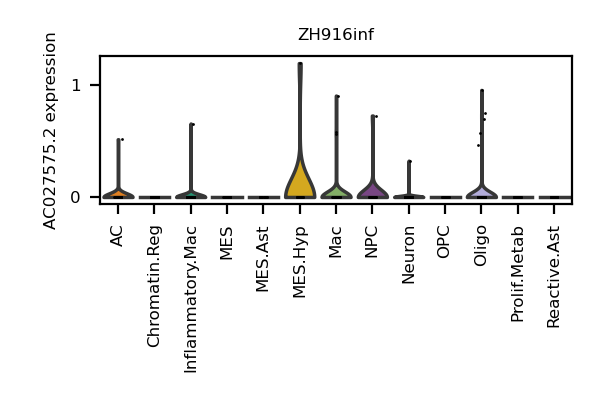 ZH916inf
AC027575.2 expression
1
0
AC
Chromatin.Reg
Inflammatory.Mac
MES
MES.Ast
MES.Hyp
Mac
NPC
Neuron
OPC
Oligo
Prolif.Metab
Reactive.Ast